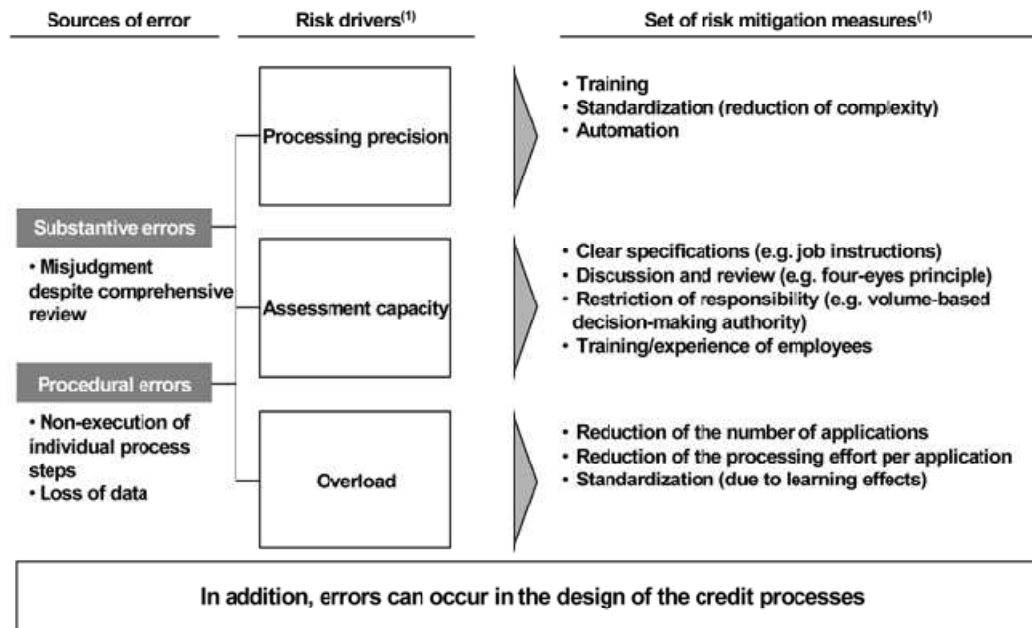 Sources of error
Risk drivers(1)
Set of risk mitigation measures(1)
Processing precision
• Training
• Standardization (reduction of complexity)
• Automation
Substantive errors
• Misjudgment
despite comprehensive
review
Assessment capacity
• Clear specifications (e.g. job instructions)
• Discussion and review (e.g. four-eyes principle)
• Restriction of responsibility (e.g. volume-based
decision-making authority)
• Training/experience of employees
Procedural errors
• Non-execution of
individual process
steps
• Loss of data
Overload
• Reduction of the number of applications
• Reduction of the processing effort per application
• Standardization (due to learning effects)
In addition, errors can occur in the design of the credit processes